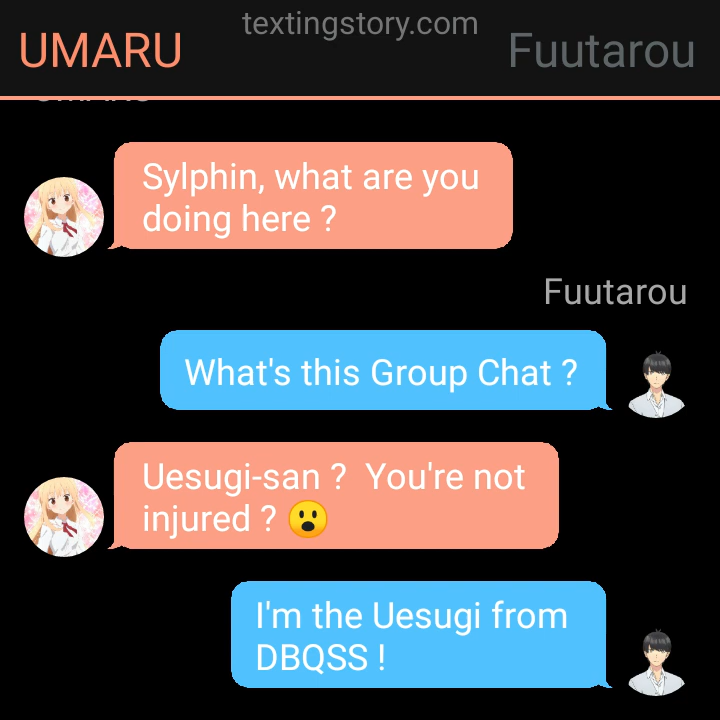 textingstory.com
UMARU
Fuutarou
Sylphin, what are you
doing here ?
Fuutarou
What's this Group Chat ?
Uesugi-san ?  You're not
injured ? 😮
I'm the Uesugi from
DBQSS !